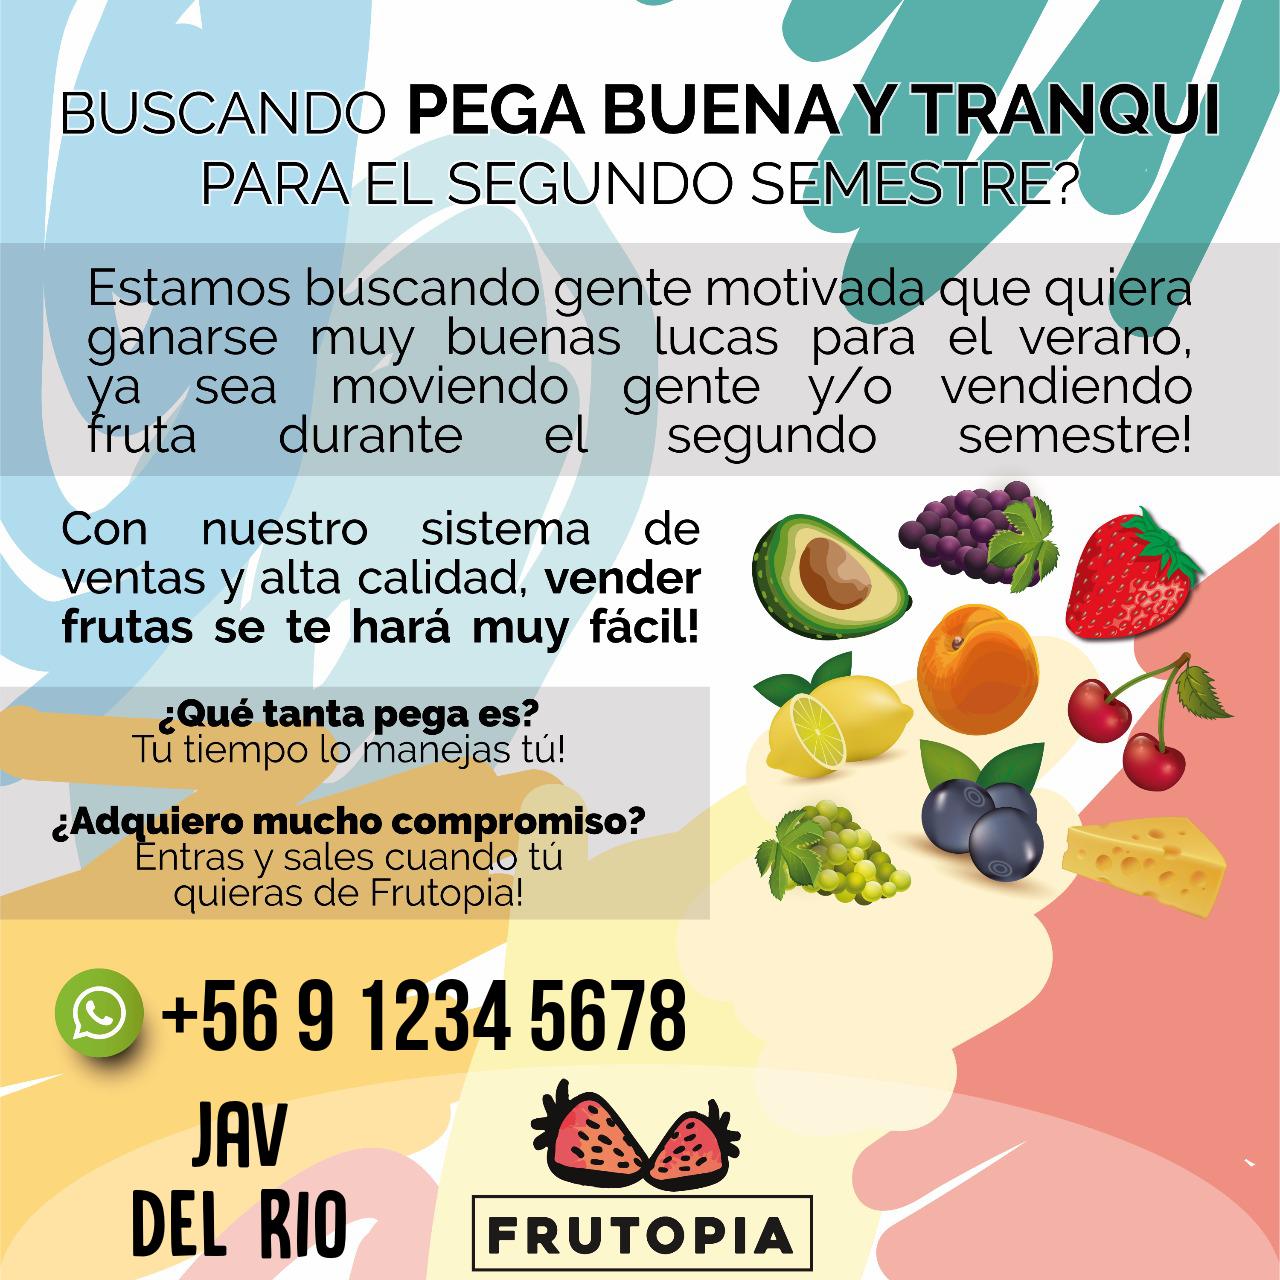 BUSCANDO PEGA BUENA Y TRANQUI
PARA EL SEGUNDO SEMESTRE?
Estamos buscando gente motivada que quiera
ganarse muy buenas lucas para el verano,
ya sea moviendo gente y/o vendiendo
fruta durante el segundo semestre!
Con nuestro sistema de
ventas y alta calidad, vender
frutas se te hará muy fácil!
¿Qué tanta pega es?
Tu tiempo lo manejas tú!
¿Adquiero mucho compromiso?
Entras y sales cuando tú
quieras de Frutopia!
+56 9 1234 5678
JAV
DEL RIO
FRUTOPIA